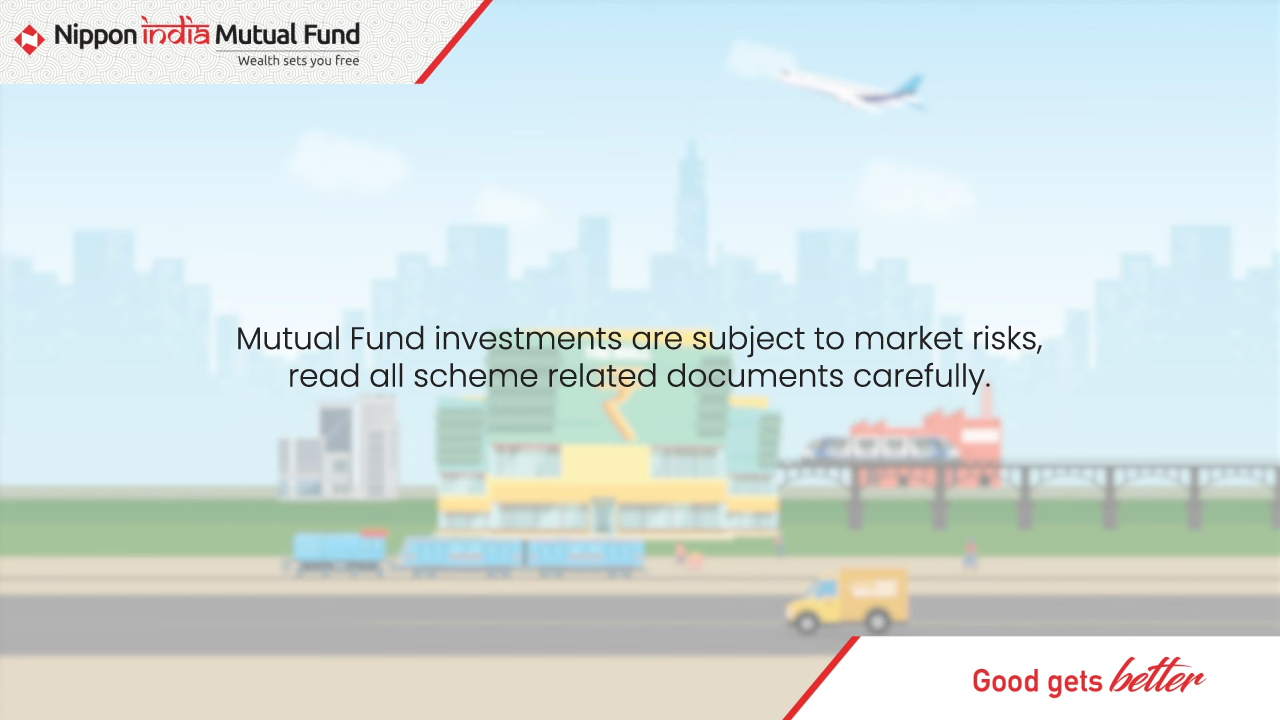 Nippon india Mutual Fund
Wealth sets you free
Mutual Fund investments are subject to market risks,
read all scheme related documents carefully.
Good gets better